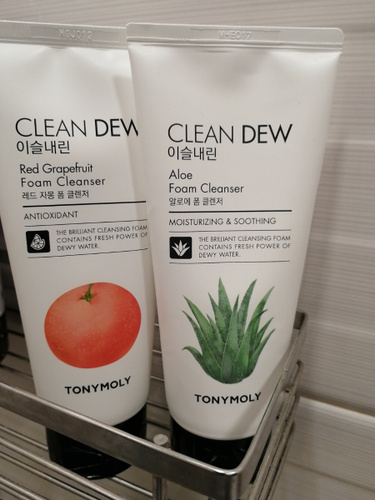 CLEAN DEW
이슬내린
Red Grapefruit
Foam Cleanser
레드 자몽 폼 클렌저
ANTIOXIDANT
THE BRILLIANT CLEANSING FOAM
CONTAINS FRESH POWER OF
DEWY WATER.
TONYMOLY
CLEAN DEW
이슬내린
Aloe
Foam Cleanser
알로에 폼 클렌저
MOISTURIZING & SOOTHING
THE BRILLIANT CLEANSING FOAM
CONTAINS FRESH POWER OF
DEWY WATER.
TONYMOLY